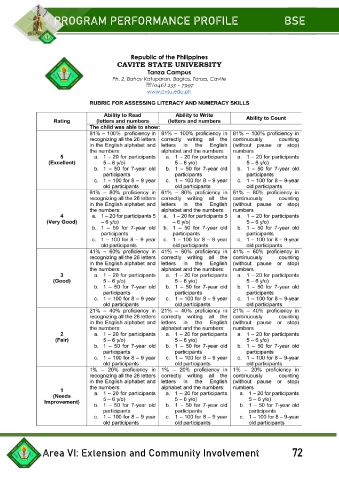 PROGRAM PERFORMANCE PROFILE BSE
Republic of the Philippines
CAVITE STATE UNIVERSITY
Tanza Campus
Ph. 2, Bahay Katuparan, Bagtas, Tanza, Cavite
www.cvsu.edu.ph
RUBRIC FOR ASSESSING LITERACY AND NUMERACY SKILLS
Rating
Ability to Read
(letters and numbers
Ability to Write
(letters and numbers
Ability to Count
The child was able to show:
5
(Excellent)
81% – 100% proficiency in
recognizing all the 26 letters
in the English alphabet and
the numbers:
a. 1 – 20 for participants
5 – 6 y/o)
b. 1 – 50 for 7-year old
participants
c. 1 – 100 for 8 – 9 year
old participants
81% – 100% proficiency in
correctly writing all the
letters in the English
alphabet and the numbers:
a. 1 – 20 for participants
5 – 6 y/o)
b. 1 – 50 for 7-year old
participants
c. 1 – 100 for 8 – 9 year
old participants
81% – 100% proficiency in
continuously counting
(without pause or stop)
numbers
a. 1 – 20 for participants
5 – 6 y/o)
b. 1 – 50 for 7-year old
participants
c. 1 – 100 for 8 – 9-year
old participants
4
(Very Good)
61% – 80% proficiency in
recognizing all the 26 letters
in the English alphabet and
the numbers:
a. 1 – 20 for participants 5
– 6 y/o)
b. 1 – 50 for 7-year old
participants
c. 1 – 100 for 8 – 9 year
old participants
61% – 80% proficiency in
correctly writing all the
letters in the English
alphabet and the numbers:
a. 1 – 20 for participants 5
– 6 y/o)
b. 1 – 50 for 7-year old
participants
c. 1 – 100 for 8 – 9 year
old participants
61% – 80% proficiency in
continuously counting
(without pause or stop)
numbers
a. 1 – 20 for participants
5 – 6 y/o)
b. 1 – 50 for 7-year old
participants
c. 1 – 100 for 8 – 9-year
old participants
3
(Good)
41% – 60% proficiency in
recognizing all the 26 letters
in the English alphabet and
the numbers:
a. 1 – 20 for participants
5 – 6 y/o)
b. 1 – 50 for 7-year old
participants
c. 1 – 100 for 8 – 9 year
old participants
41% – 60% proficiency in
correctly writing all the
letters in the English
alphabet and the numbers:
a. 1 – 20 for participants
5 – 6 y/o)
b. 1 – 50 for 7-year old
participants
c. 1 – 100 for 8 – 9 year
old participants
41% – 60% proficiency in
continuously counting
(without pause or stop)
numbers
a. 1 – 20 for participants
5 – 6 y/o)
b. 1 – 50 for 7-year old
participants
c. 1 – 100 for 8 – 9-year
old participants
2
(Fair)
21% – 40% proficiency in
recognizing all the 26 letters
in the English alphabet and
the numbers:
a. 1 – 20 for participants
5 – 6 y/o)
b. 1 – 50 for 7-year old
participants
c. 1 – 100 for 8 – 9 year
old participants
21% – 40% proficiency in
correctly writing all the
letters in the English
alphabet and the numbers:
a. 1 – 20 for participants
5 – 6 y/o)
b. 1 – 50 for 7-year old
participants
c. 1 – 100 for 8 – 9 year
old participants
21% – 40% proficiency in
continuously counting
(without pause or stop)
numbers
a. 1 – 20 for participants
5 – 6 y/o)
b. 1 – 50 for 7-year old
participants
c. 1 – 100 for 8 – 9-year
old participants
1
(Needs
Improvement)
1% – 20% proficiency in
recognizing all the 26 letters
in the English alphabet and
the numbers:
a. 1 – 20 for participants
5 – 6 y/o)
b. 1 – 50 for 7-year old
participants
c. 1 – 100 for 8 – 9 year
old participants
1% – 20% proficiency in
correctly writing all the
letters in the English
alphabet and the numbers:
a. 1 – 20 for participants
5 – 6 y/o)
b. 1 – 50 for 7-year old
participants
c. 1 – 100 for 8 – 9 year
old participants
1% – 20% proficiency in
continuously counting
(without pause or stop)
numbers
a. 1 – 20 for participants
5 – 6 y/o)
b. 1 – 50 for 7-year old
participants
c. 1 – 100 for 8 – 9-year
old participants
Area VI: Extension and Community Involvement 72